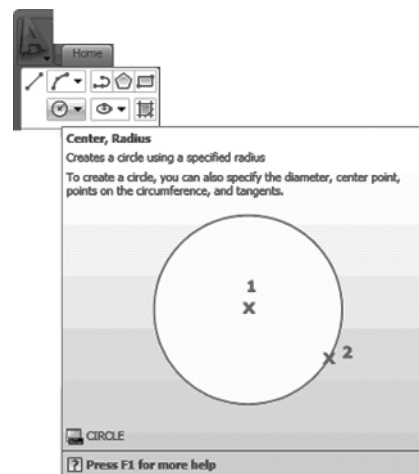 Home
Center, Radius
Creates a circle using a specified radius
To create a circle, you can also specify the diameter, center point,
points on the circumference, and tangents.
1
X
X 2
CIRCLE
? Press F1 for more help